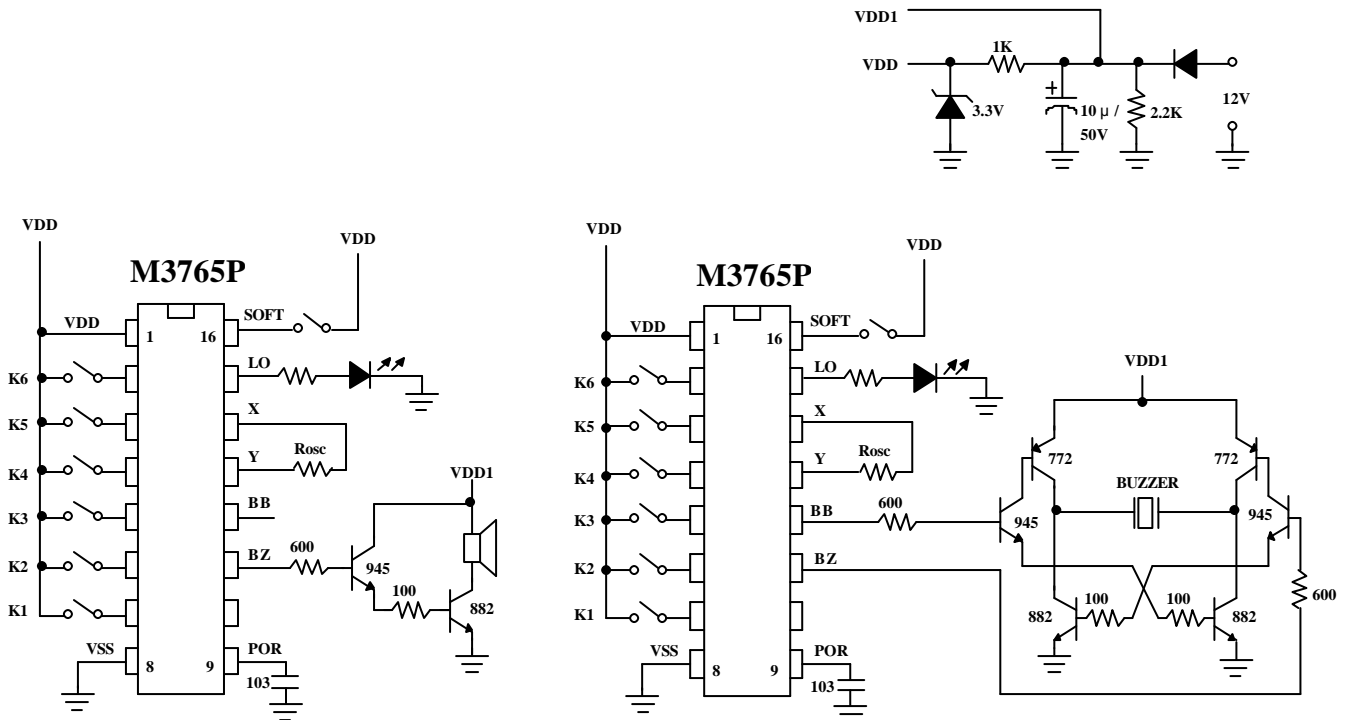 VDD1
1K
VDD
3.3V
10 μ /
50V
2.2K
12V
VDD
VDD
M3765P
VDD
1
16
SOFT
LO
K6
X
K5
Y
Rosc
K4
VDD1
BB
K3
BZ
600
K2
945
100
882
K1
VSS
8
9
POR
103
VDD
VDD
M3765P
VDD
1
16
SOFT
LO
K6
X
K5
Y
Rosc
K4
BB
600
K3
BZ
K2
K1
VSS
8
9
POR
103
VDD1
772
772
BUZZER
945
945
100
100
882
882
600